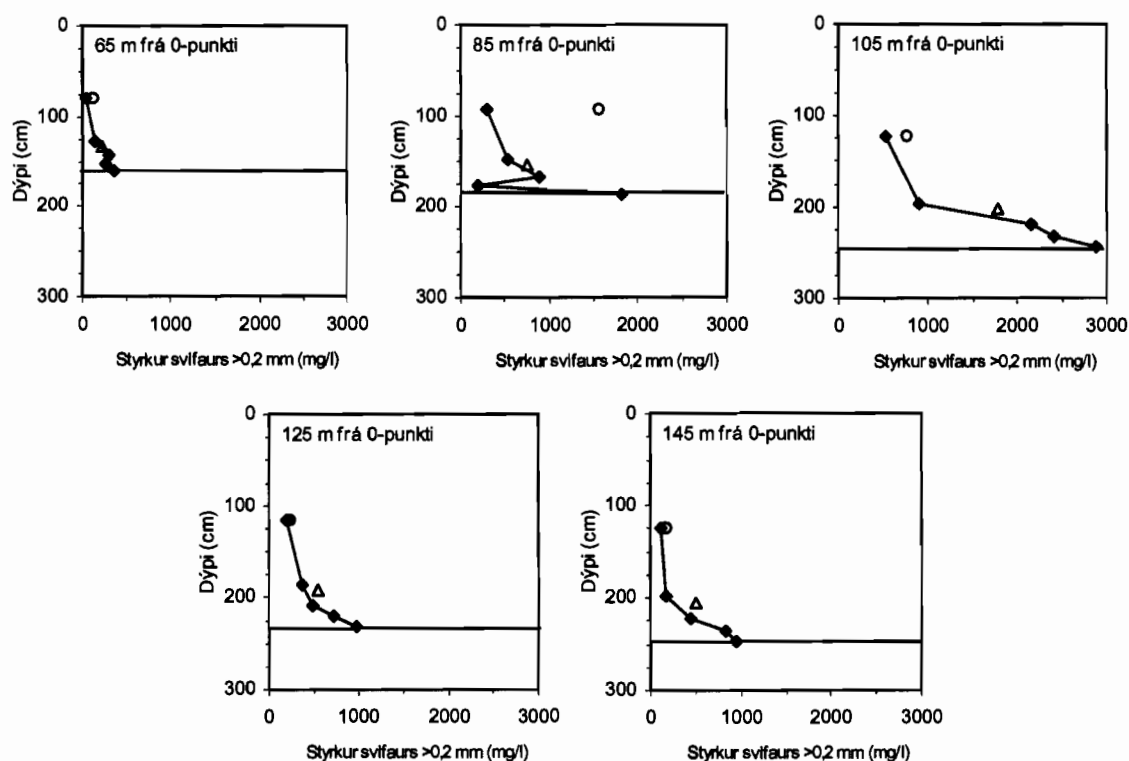 65 m frá 0-punkti
0
100
200
300
Dýpi (cm)
0 1000 2000 3000
Styrkur svifaurs >0,2 mm (mg/l)
85 m frá 0-punkti
0
100
200
300
Dýpi (cm)
0 1000 2000 3000
Styrkur svifaurs >0,2 mm (mg/l)
105 m frá 0-punkti
0
100
200
300
Dýpi (cm)
0 1000 2000 3000
Styrkur svifaurs >0,2 mm (mg/l)
125 m frá 0-punkti
0
100
200
300
Dýpi (cm)
0 1000 2000 3000
Styrkur svifaurs >0,2 mm (mg/l)
145 m frá 0-punkti
0
100
200
300
Dýpi (cm)
0 1000 2000 3000
Styrkur svifaurs >0,2 mm (mg/l)